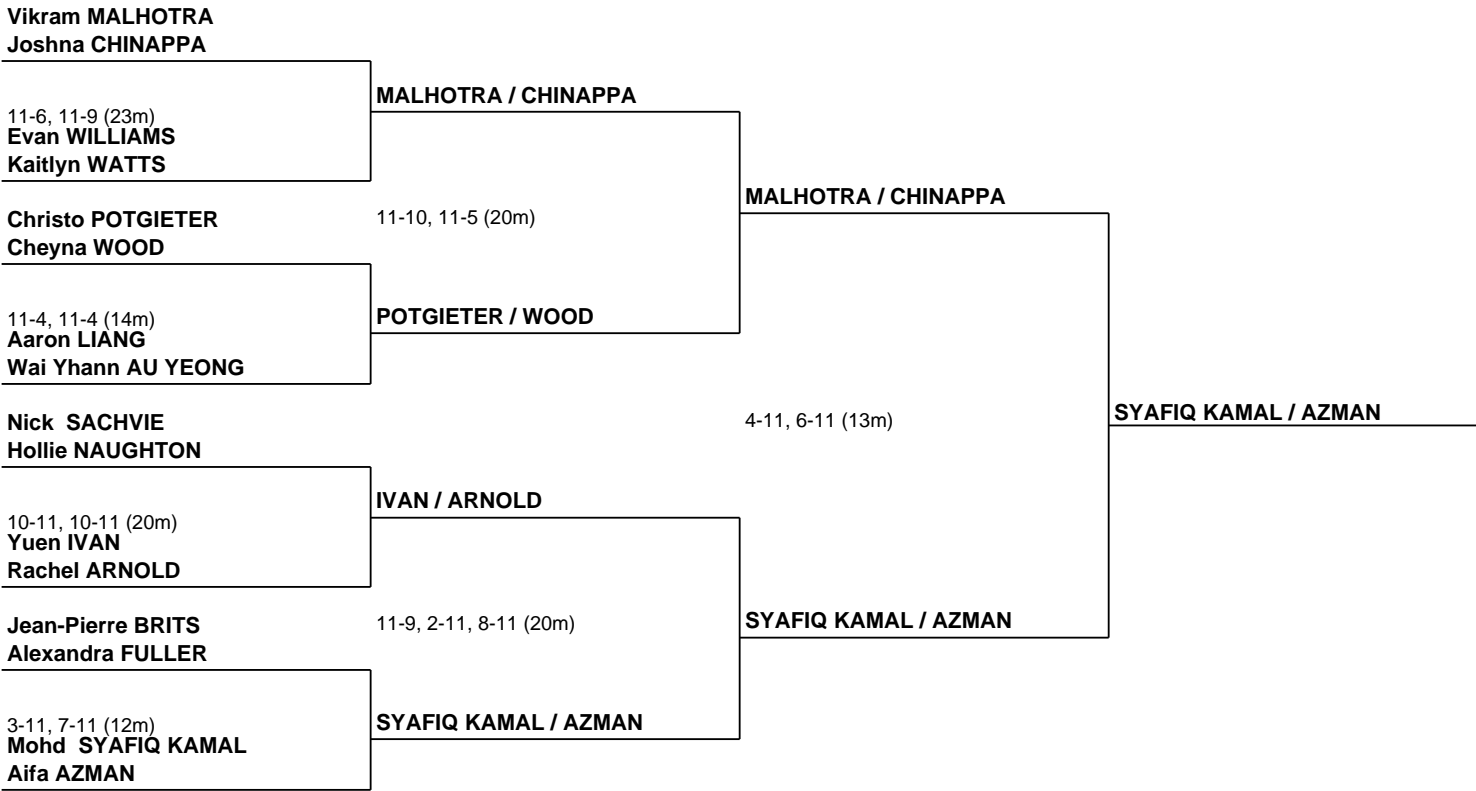 Vikram MALHOTRA
Joshna CHINAPPA
11-6, 11-9 (23m)
Evan WILLIAMS
Kaitlyn WATTS
Christo POTGIETER
Cheyna WOOD
11-4, 11-4 (14m)
Aaron LIANG
Wai Yhann AU YEONG
Nick SACHVIE
Hollie NAUGHTON
10-11, 10-11 (20m)
Yuen IVAN
Rachel ARNOLD
Jean-Pierre BRITS
Alexandra FULLER
3-11, 7-11 (12m)
Mohd SYAFIQ KAMAL
Aifa AZMAN
MALHOTRA / CHINAPPA
11-10, 11-5 (20m)
POTGIETER / WOOD
IVAN / ARNOLD
11-9, 2-11, 8-11 (20m)
SYAFIQ KAMAL / AZMAN
MALHOTRA / CHINAPPA
4-11, 6-11 (13m)
SYAFIQ KAMAL / AZMAN
SYAFIQ KAMAL / AZMAN